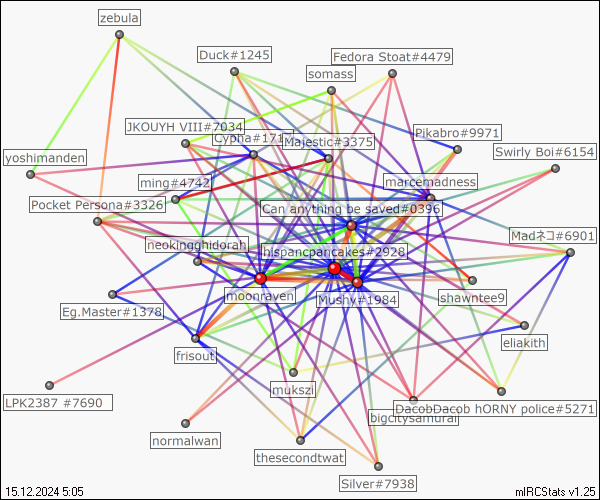 zebula
Duck#1245
Fedora Stoat#4479
somass
JKOUYH VIII#7034
Cypha#171
Majestic#3375
Pikabro#9971
Swirly Boi#6154
yoshimanden
ming#4742
marcemadness
Pocket Persona#3326
Can anything be saved#0396
Madネコ#6901
neokingghidorah
hispancpancakes#2928
moonraven
Mushy#1984
shawntee9
Eg.Master#1378
frisout
eliakith
mukszi
LPK2387 #7690
DacobDacob hORNY police#5271
bigcitysamurai
normalwan
thesecondtwat
Silver#7938
15.12.2024 5:05
mIRCStats v1.25